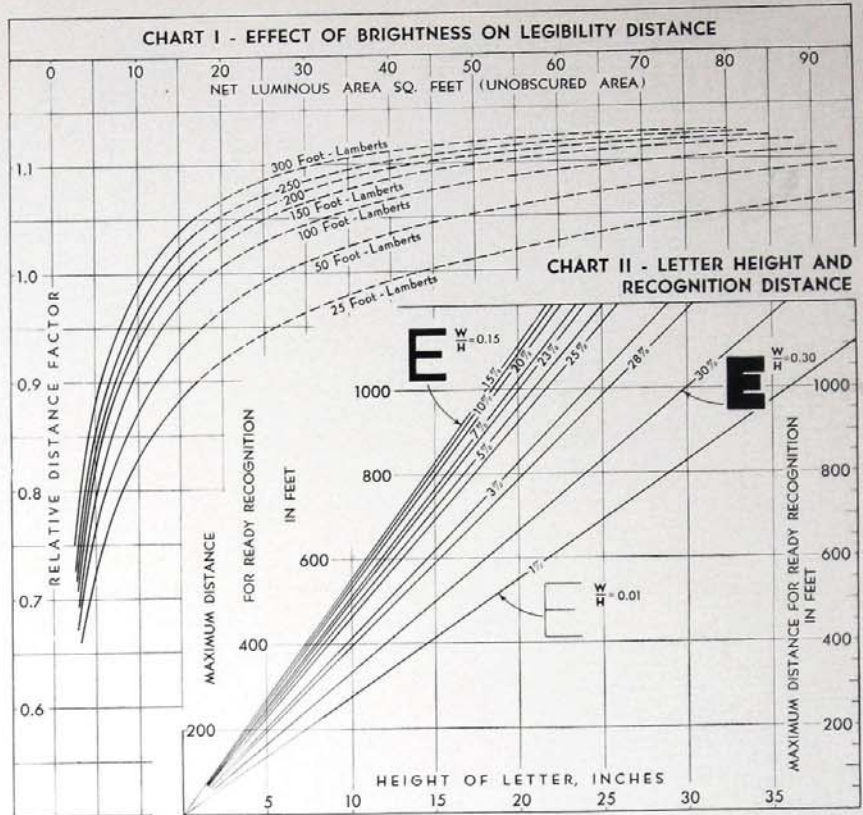 CHART I - EFFECT OF BRIGHTNESS ON LEGIBILITY DISTANCE
0 10 20 30 40 50 60 70 80 90
NET LUMINOUS AREA SQ. FEET (UNOBSCURED AREA)
1.1
1.0
0.9
0.8
0.7
0.6
RELATIVE DISTANCE FACTOR
300 Foot-Lamberts
250
200
150 Foot-Lamberts
100 Foot-Lamberts
50 Foot-Lamberts
25 Foot-Lamberts
CHART II - LETTER HEIGHT AND
RECOGNITION DISTANCE
E W/H=0.15
15%
10%
20%
7%
23%
5%
25%
3%
28%
30%
1%
E W/H=0.30
E W/H=0.01
1000
800
600
400
200
MAXIMUM DISTANCE
FOR READY RECOGNITION
IN FEET
1000
800
600
400
200
MAXIMUM DISTANCE FOR READY RECOGNITION
IN FEET
HEIGHT OF LETTER, INCHES
5 10 15 20 25 30 35